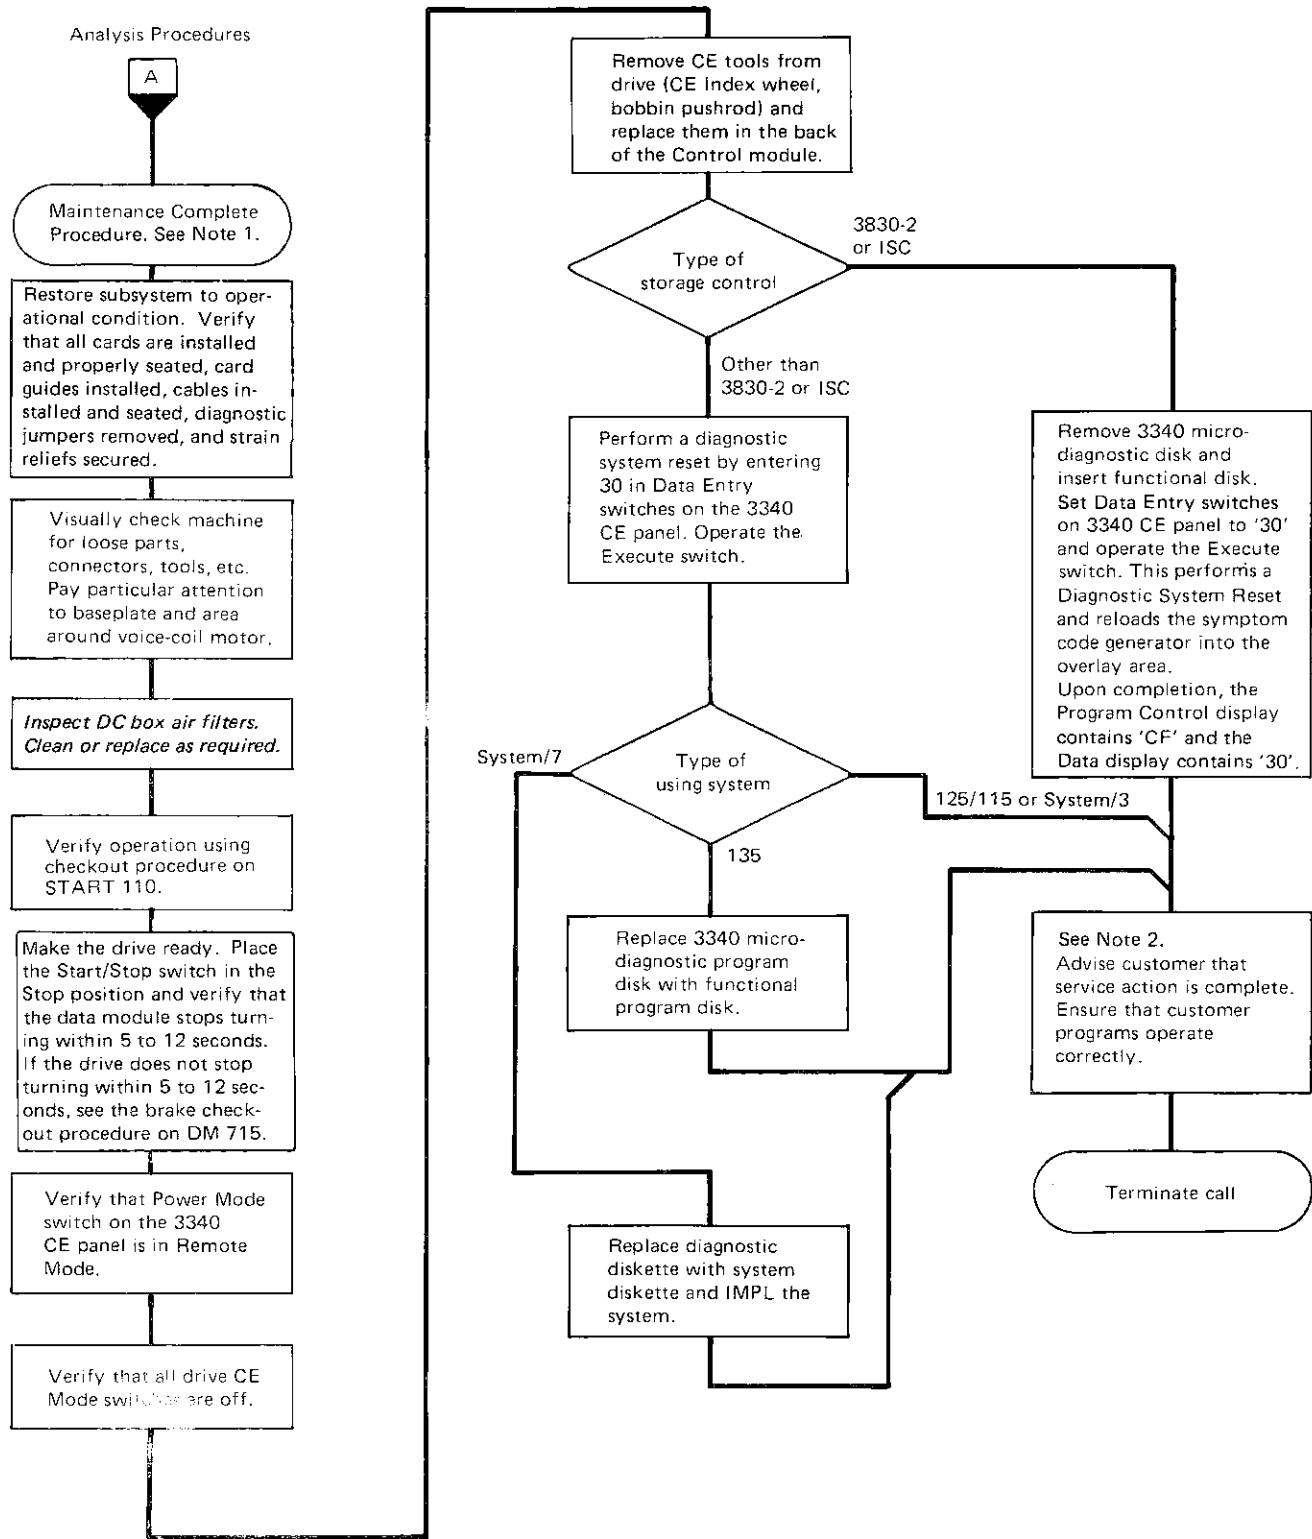 Analysis Procedures
A
Maintenance Complete
Procedure. See Note 1.
Restore subsystem to oper-
ational condition. Verify
that all cards are installed
and properly seated, card
guides installed, cables in-
stalled and seated, diagnostic
jumpers removed, and strain
reliefs secured.
Visually check machine
for loose parts,
connectors, tools, etc.
Pay particular attention
to baseplate and area
around voice-coil motor.
Inspect DC box air filters.
Clean or replace as required.
Verify operation using
checkout procedure on
START 110.
Make the drive ready. Place
the Start/Stop switch in the
Stop position and verify that
the data module stops turn-
ing within 5 to 12 seconds.
If the drive does not stop
turning within 5 to 12 sec-
onds, see the brake check-
out procedure on DM 715.
Verify that Power Mode
switch on the 3340
CE panel is in Remote
Mode.
Verify that all drive CE
Mode switches are off.
Remove CE tools from
drive (CE Index wheel,
bobbin pushrod) and
replace them in the back
of the Control module.
Type of
storage control
3830-2
or ISC
Other than
3830-2 or ISC
Perform a diagnostic
system reset by entering
30 in Data Entry
switches on the 3340
CE panel. Operate the
Execute switch.
Type of
using system
System/7
125/115 or System/3
135
Replace 3340 micro-
diagnostic program
disk with functional
program disk.
Replace diagnostic
diskette with system
diskette and IMPL the
system.
Remove 3340 micro-
diagnostic disk and
insert functional disk.
Set Data Entry switches
on 3340 CE panel to '30'
and operate the Execute
switch. This performs a
Diagnostic System Reset
and reloads the symptom
code generator into the
overlay area.
Upon completion, the
Program Control display
contains 'CF' and the
Data display contains '30'.
See Note 2.
Advise customer that
service action is complete.
Ensure that customer
programs operate
correctly.
Terminate call